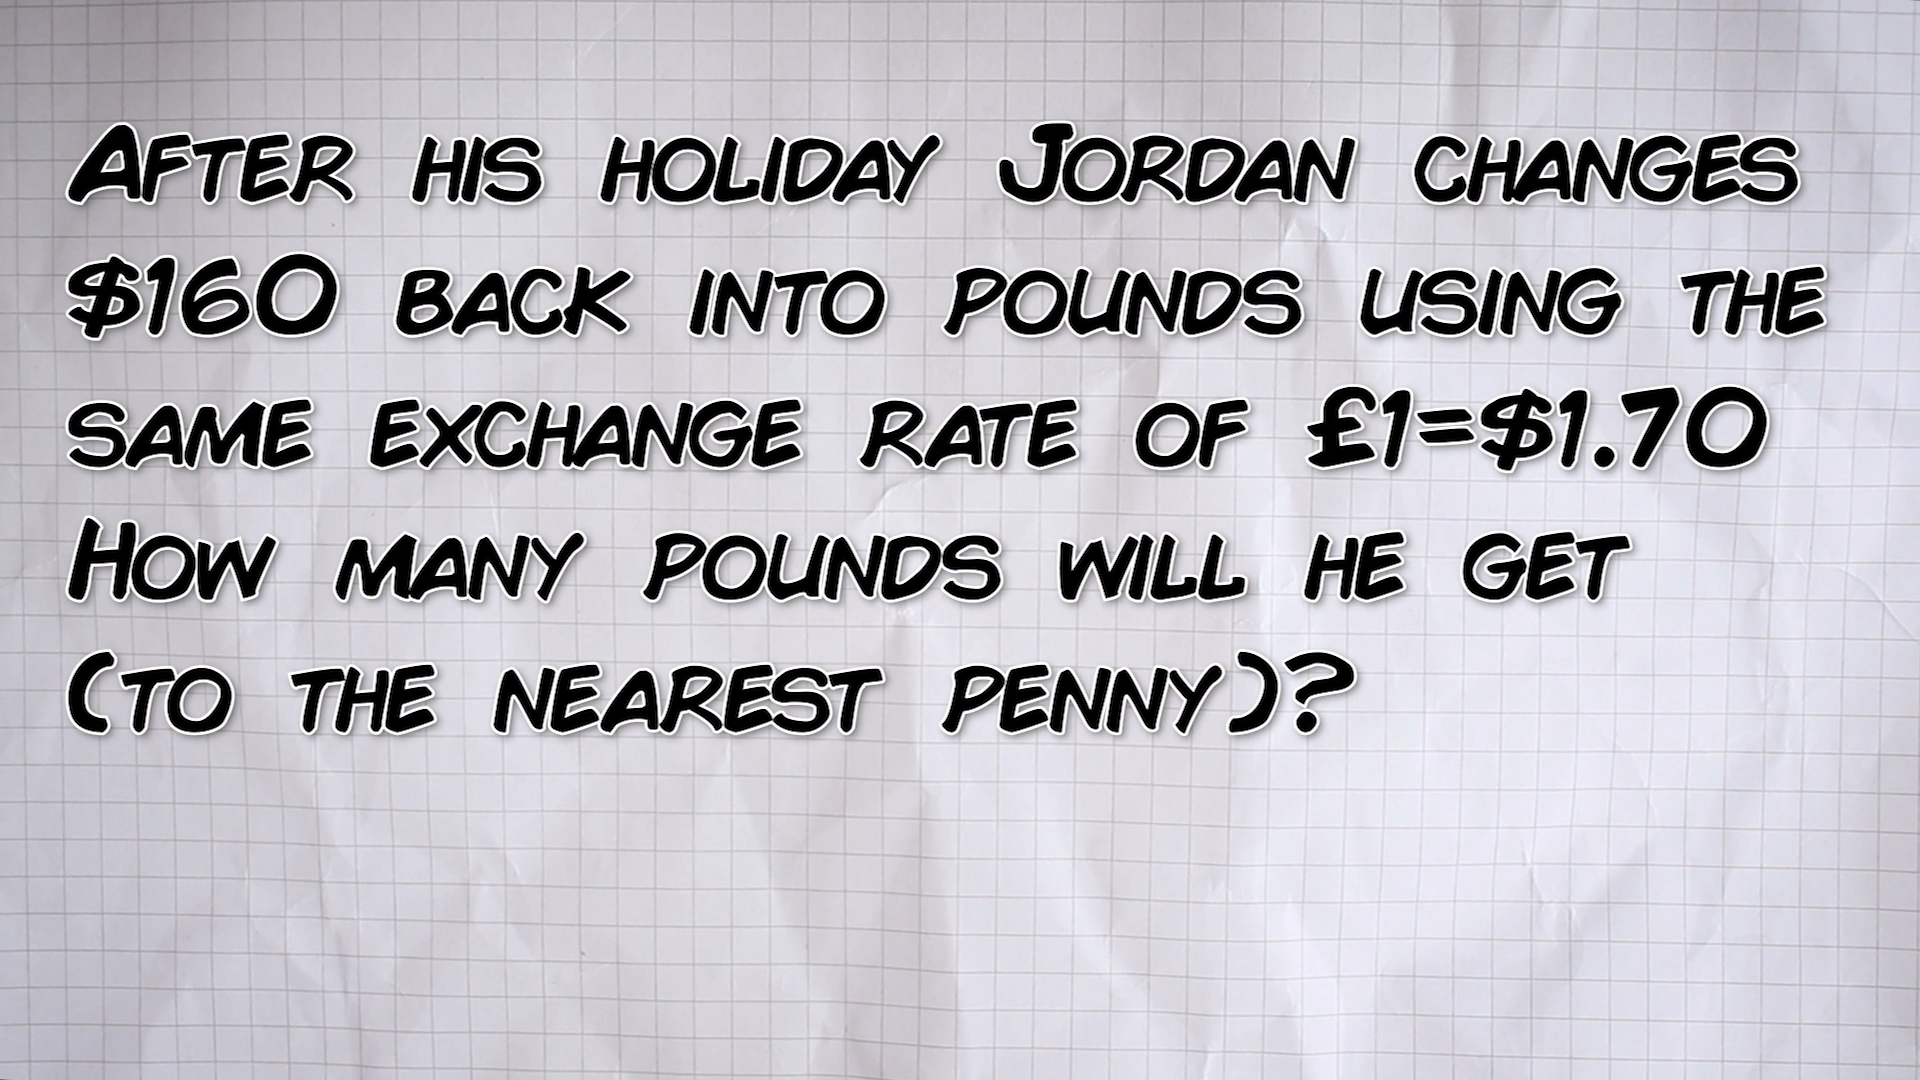 After his holiday Jordan changes
$160 back into pounds using the
same exchange rate of £1=$1.70
How many pounds will he get
(to the nearest penny)?